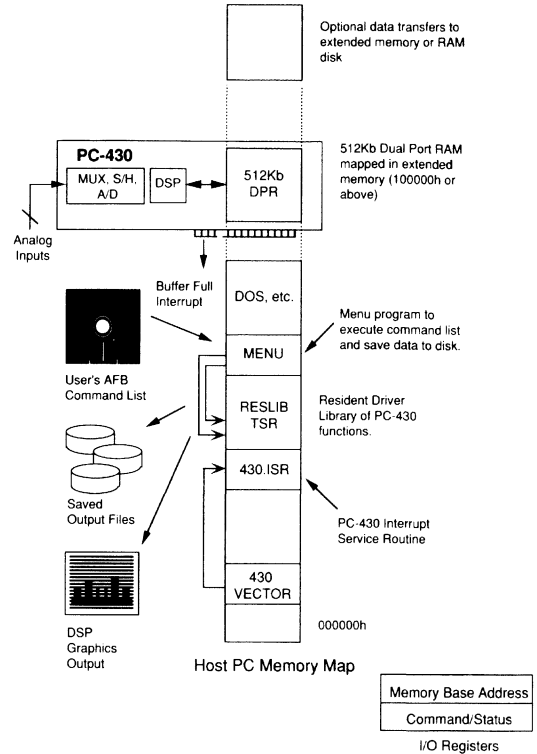 Optional data transfers to
extended memory or RAM
disk
PC-430
MUX, S/H,
A/D
DSP
512Kb
DPR
512Kb Dual Port RAM
mapped in extended
memory (100000h or
above)
Analog
Inputs
Buffer Full
Interrupt
DOS, etc.
Menu program to
execute command list
and save data to disk.
MENU
User's AFB
Command List
RESLIB
TSR
Resident Driver
Library of PC-430
functions.
430.ISR
Saved
Output Files
PC-430 Interrupt
Service Routine
430
VECTOR
000000h
DSP
Graphics
Output
Host PC Memory Map
Memory Base Address
Command/Status
I/O Registers